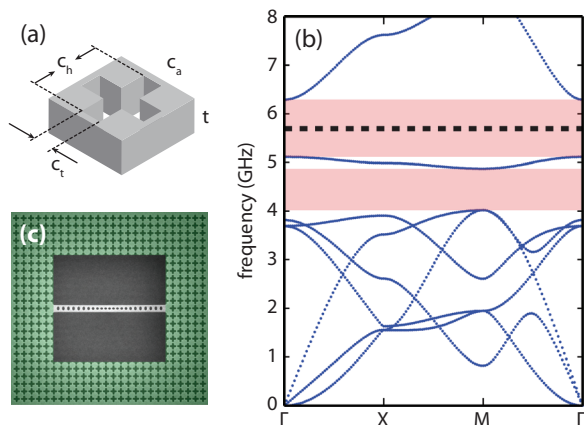 (a)
c_h
c_a
t
c_t
(c)
(b)
frequency (GHz)
8
7
6
5
4
3
2
1
0
Γ X M Γ